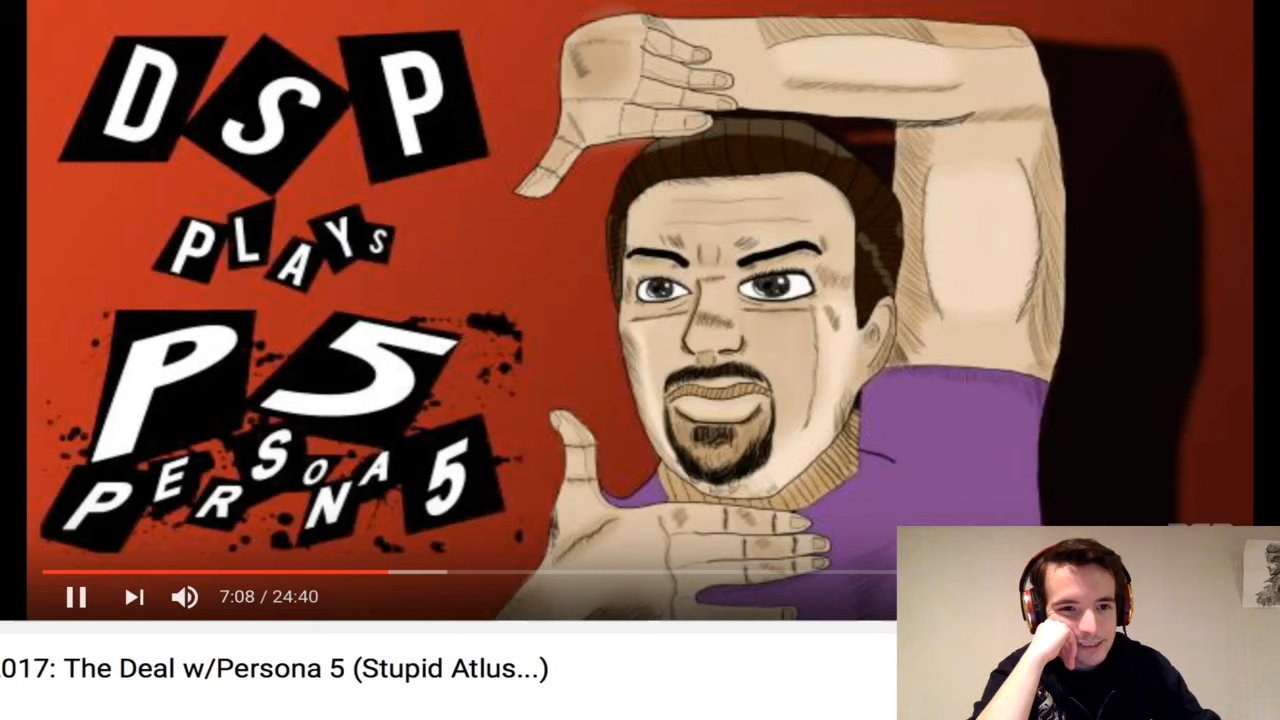 DSP
PLAYS
P5
PERSONA 5
7:08 / 24:40
017: The Deal w/Persona 5 (Stupid Atlus...)